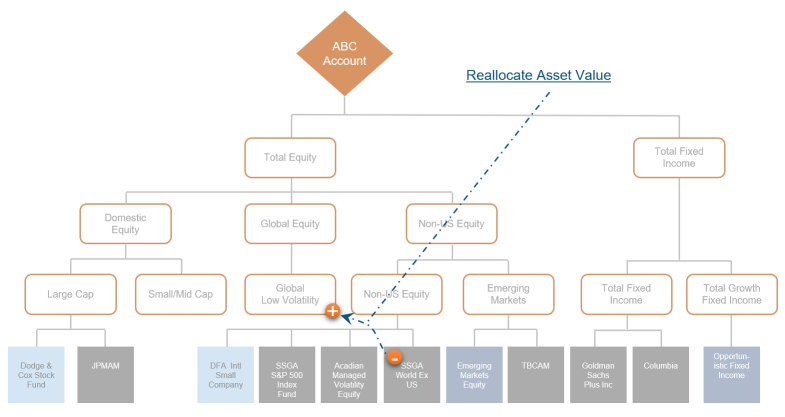 ABC
Account
Reallocate Asset Value
Total Equity
Total Fixed
Income
Domestic
Equity
Global Equity
Non-US Equity
Large Cap
Small/Mid Cap
Global
Low Volatility
Non-US Equity
Emerging
Markets
Total Fixed
Income
Total Growth
Fixed Income
+
-
Dodge &
Cox Stock
Fund
JPMAM
DFA Intl
Small
Company
SSGA
S&P 500
Index
Fund
Acadian
Managed
Volatility
Equity
SSGA
World Ex
US
Emerging
Markets
Equity
TBCAM
Goldman
Sachs
Plus Inc
Columbia
Opportun-
istic Fixed
Income